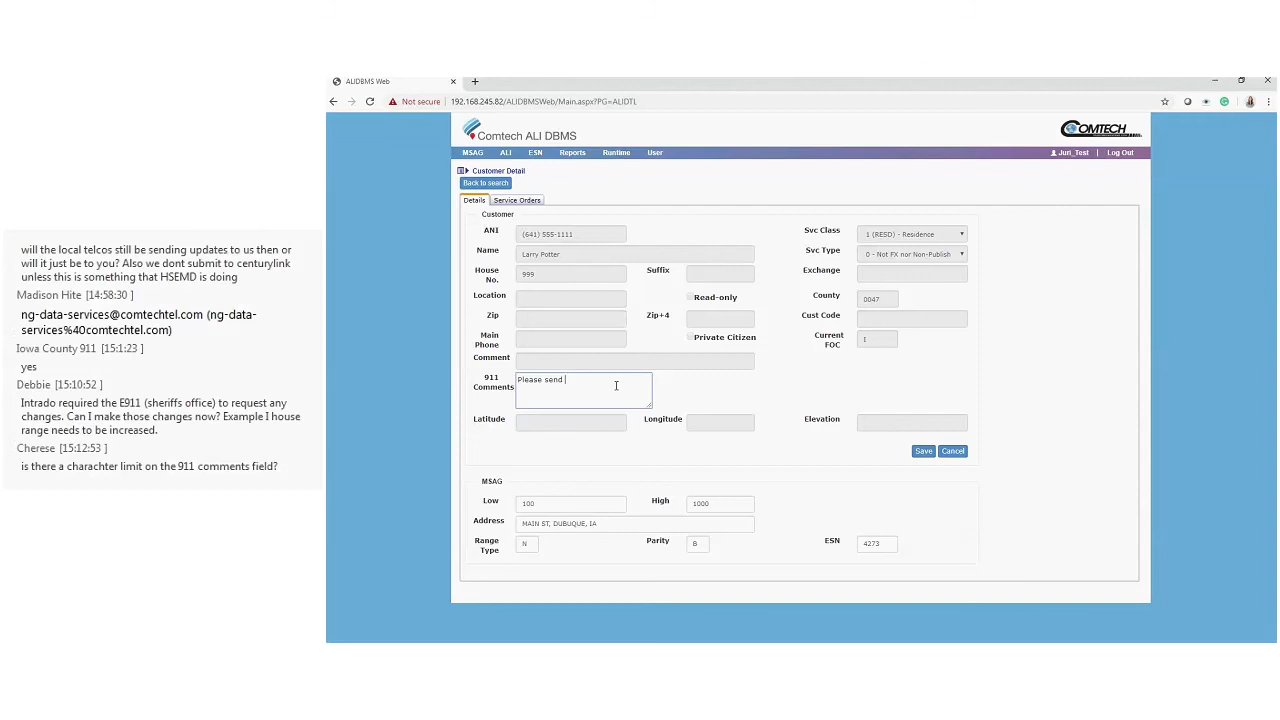 will the local telcos still be sending updates to us then or
will it just be to you? Also we dont submit to centurylink
unless this is something that HSEMD is doing
Madison Hite [14:58:30 ]
ng-data-services@comtechtel.com (ng-data-
services%40comtechtel.com)
Iowa County 911 [15:1:23 ]
yes
Debbie [15:10:52 ]
Intrado required the E911 (sheriffs office) to request any
changes. Can I make those changes now? Example I house
range needs to be increased.
Cherese [15:12:53 ]
is there a charachter limit on the 911 comments field?
ALIDBMS Web
Not secure 192.168.245.82/ALIDBMSWeb/Main.aspx?PG=ALIDTL
Comtech ALI DBMS COMTECH
MSAG ALI ESN Reports Runtime User Juri_Test | Log Out
Customer Detail
Back to search
Details Service Orders
Customer
ANI (641) 555-1111 Svc Class 1 (RESD) - Residence
Name Larry Potter Svc Type 0 - Not FX nor Non-Publish
House No. 999 Suffix Exchange
Location Read-only County 0047
Zip Zip+4 Cust Code
Main Phone Private Citizen Current FOC I
Comment
911 Comments Please send
Latitude Longitude Elevation
Save Cancel
MSAG
Low 100 High 1000
Address MAIN ST, DUBUQUE, IA
Range Type N Parity B ESN 4273